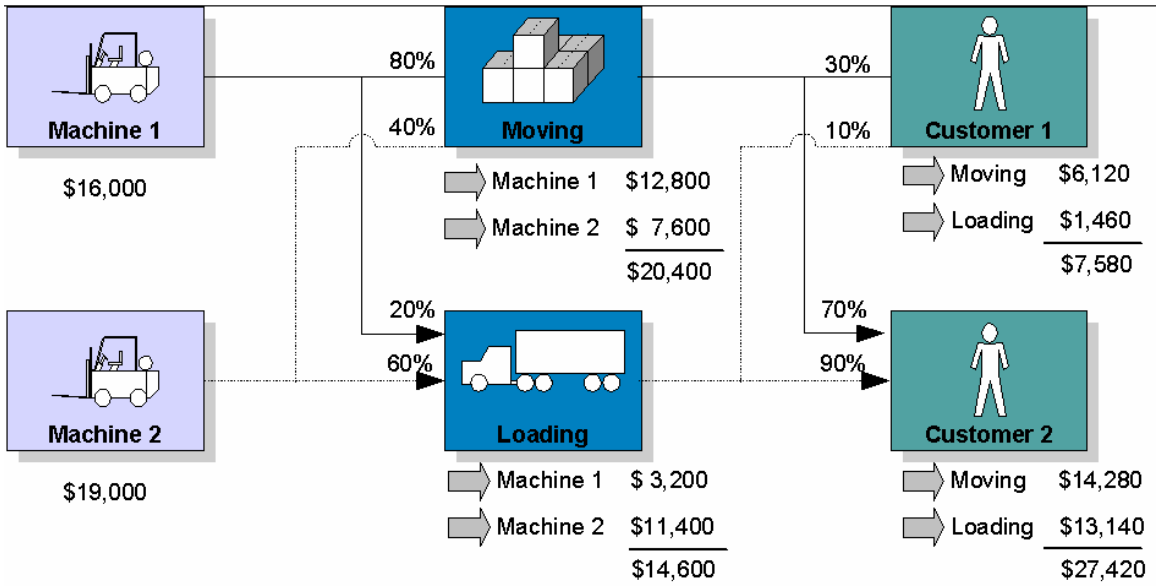 80%
30%
Machine 1
40%
Moving
10%
Customer 1
$16,000
Machine 1 $12,800
Machine 2 $ 7,600
$20,400
Moving $6,120
Loading $1,460
$7,580
20%
70%
60%
90%
Machine 2
Loading
Customer 2
$19,000
Machine 1 $ 3,200
Machine 2 $11,400
$14,600
Moving $14,280
Loading $13,140
$27,420